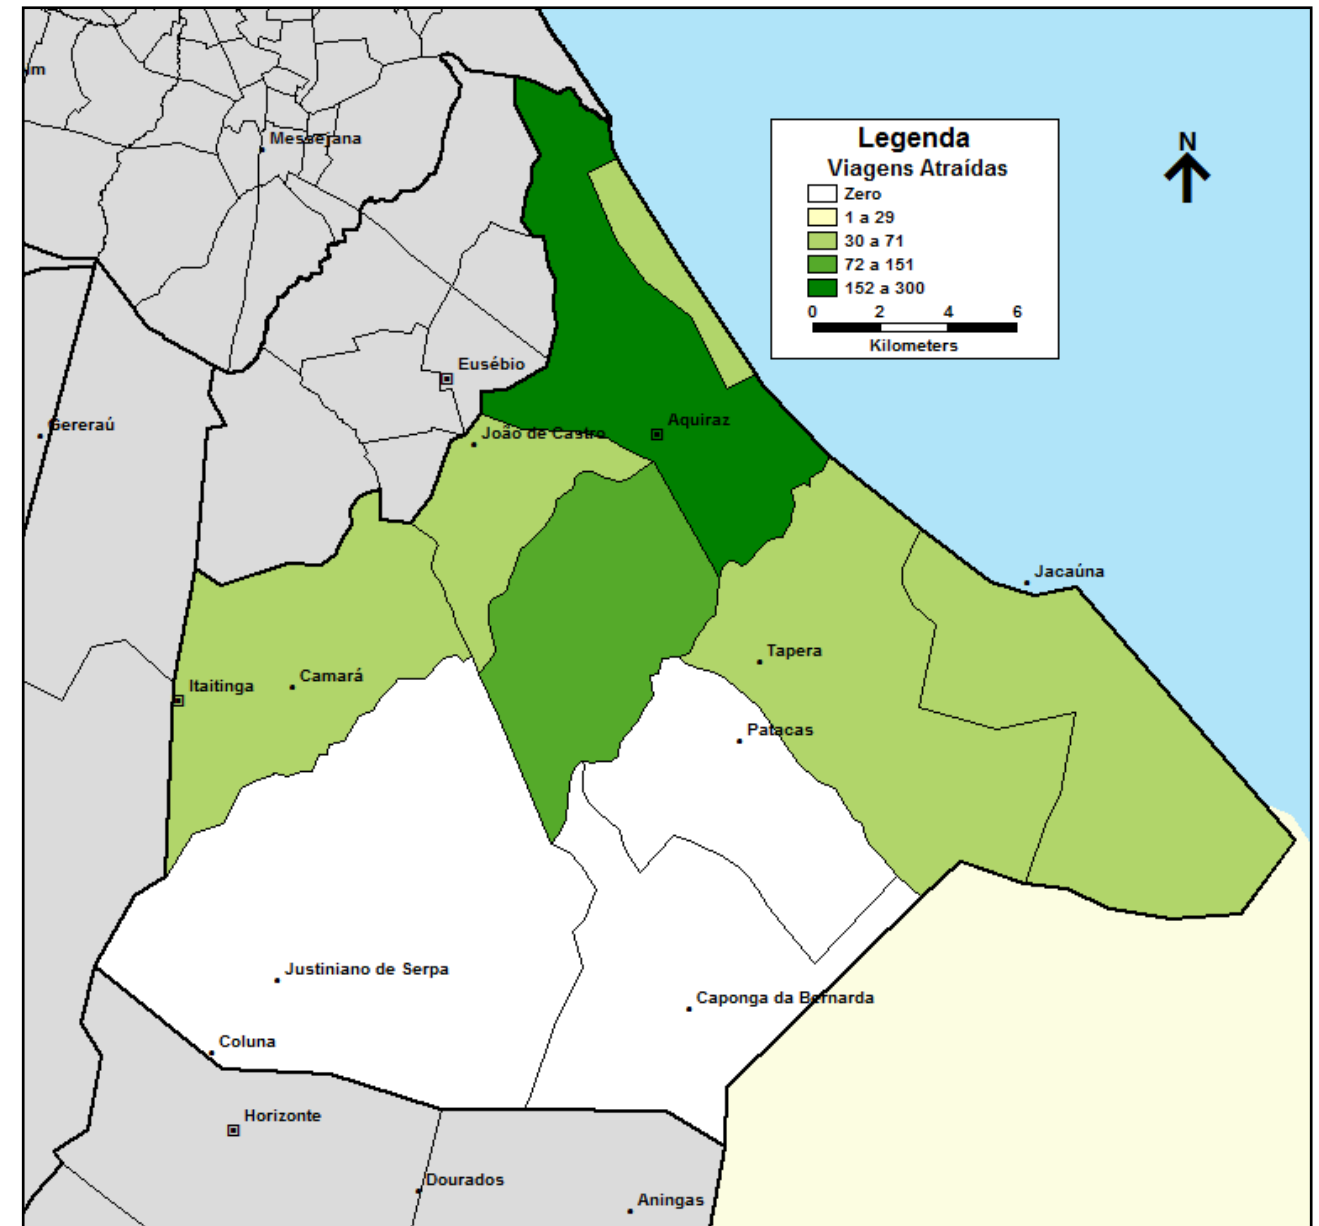 m
Messejana
Legenda
Viagens Atraídas
Zero
1 a 29
30 a 71
72 a 151
152 a 300
0 2 4 6
Kilometers
N
Eusébio
Gereraú
Aquiraz
João de Castro
Jacaúna
Tapera
Camará
Itaitinga
Patacas
Justiniano de Serpa
Caponga da Bernarda
Coluna
Horizonte
Dourados
Aningas